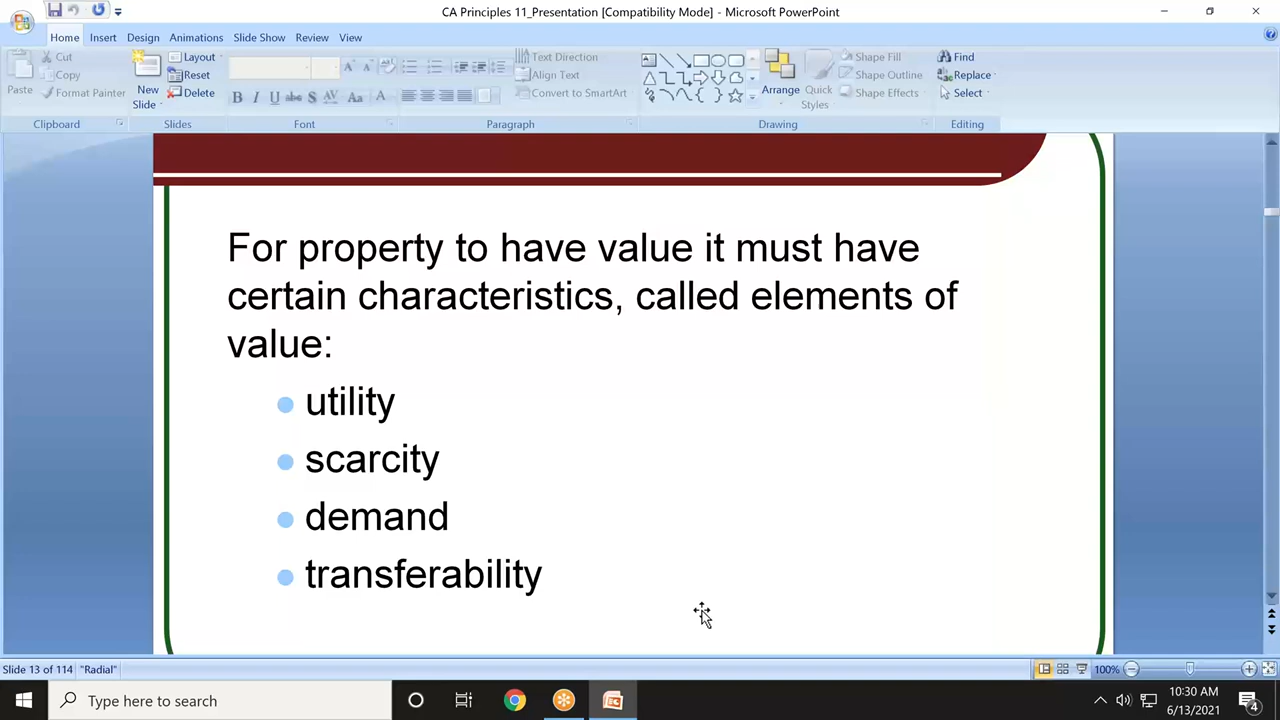 CA Principles 11_Presentation [Compatibility Mode] - Microsoft PowerPoint
Home Insert Design Animations Slide Show Review View
Paste
Cut
Copy
Format Painter
Clipboard
New
Slide
Layout
Reset
Delete
Slides
B I U abc S AV Aa A
Font
Text Direction
Align Text
Convert to SmartArt
Paragraph
Arrange
Quick
Styles
Shape Fill
Shape Outline
Shape Effects
Drawing
Find
Replace
Select
Editing
For property to have value it must have
certain characteristics, called elements of
value:
utility
scarcity
demand
transferability
Slide 13 of 114 "Radial" 100%
Type here to search
10:30 AM
6/13/2021
4